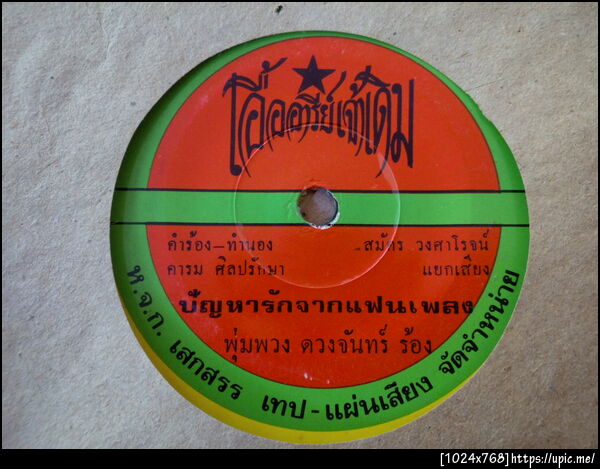 เอื้ออารีย์เจ้าเดิม
คำร้อง-ทำนอง
คารม ศิลปรักษา
สมัคร วงศาโรจน์
แยกเสียง
ปัญหารักจากแฟนเพลง
พุ่มพวง ดวงจันทร์ ร้อง
ห.จ.ก. เสกสรร เทป-แผ่นเสียง จัดจำหน่าย
[1024x768]https://upic.me/